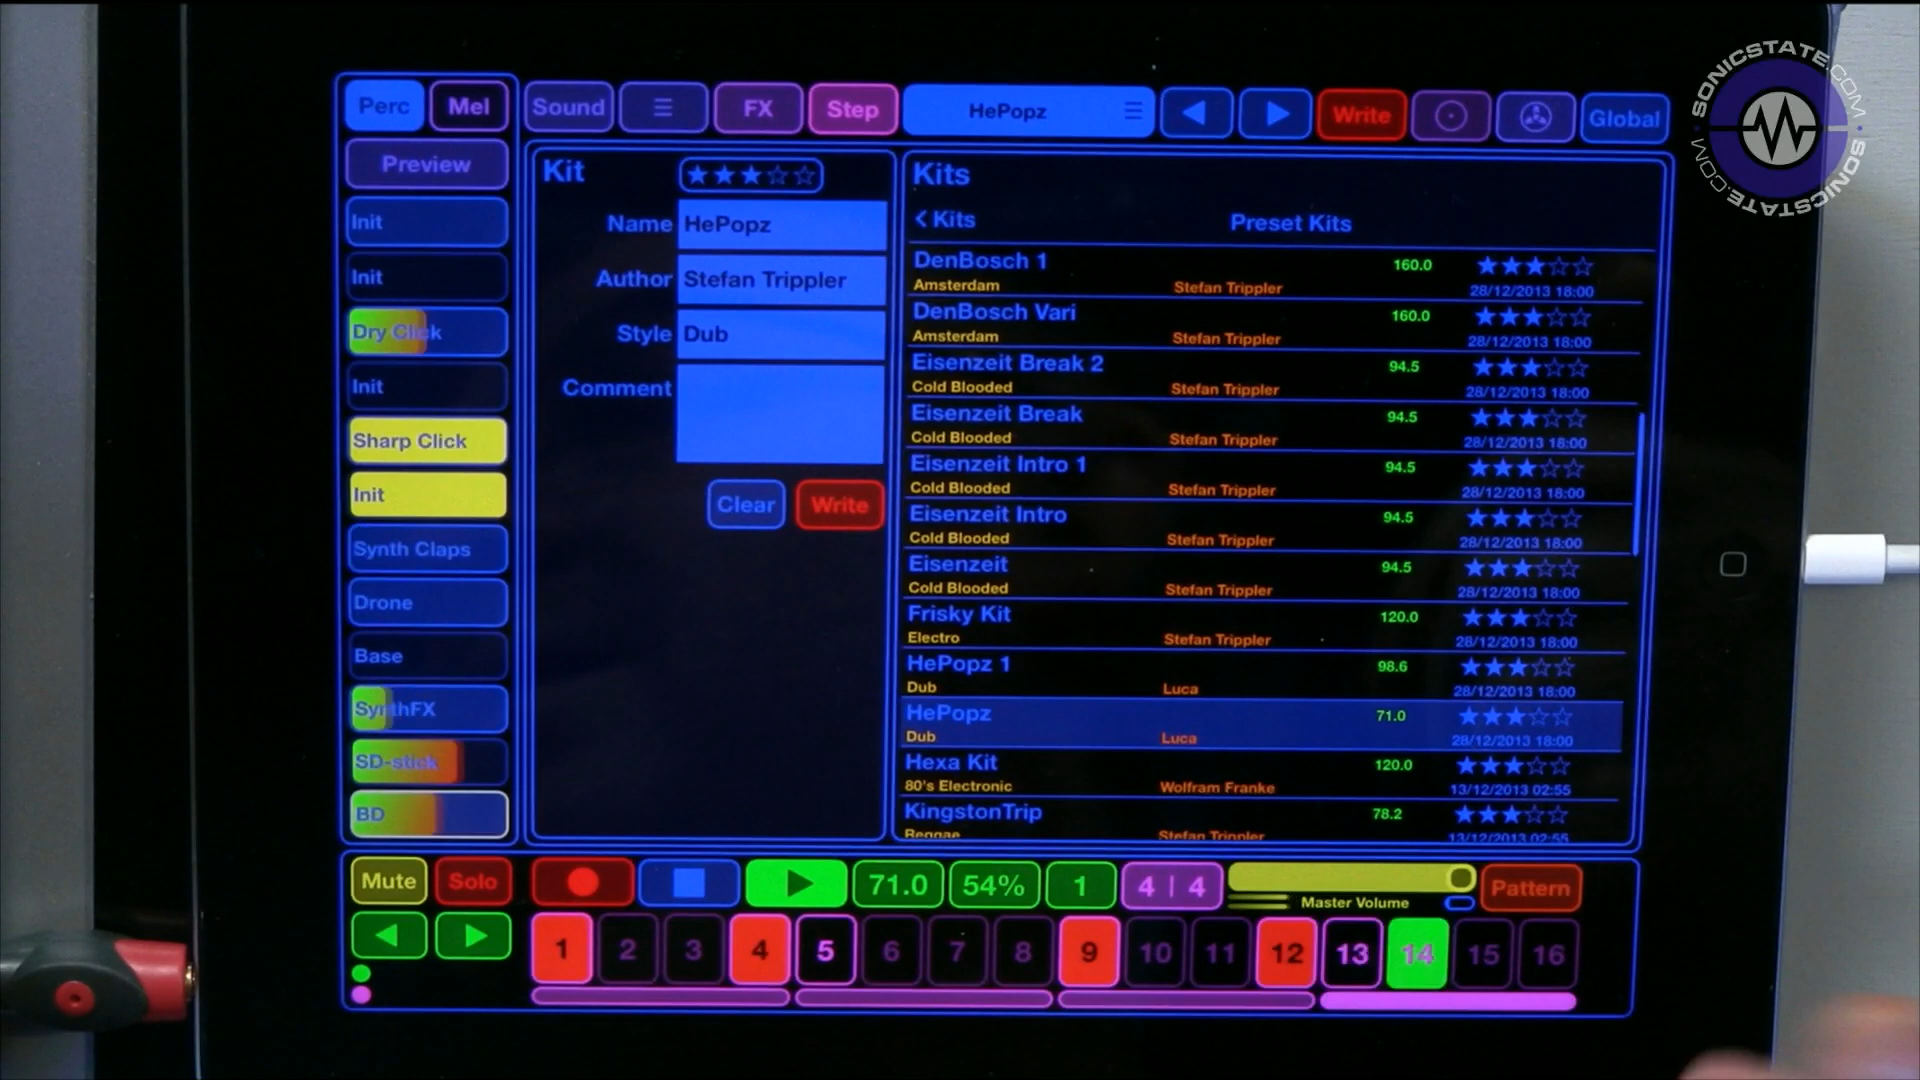 Perc Mel Sound FX Step HePopz Write Global
SONICSTATE.COM SONICSTATE.COM
Preview
Init
Init
Dry Click
Init
Sharp Click
Init
Synth Claps
Drone
Base
SynthFX
SD-stick
BD
Kit
Name HePopz
Author Stefan Trippler
Style Dub
Comment
Clear Write
Kits
< Kits Preset Kits
DenBosch 1 160.0
Amsterdam Stefan Trippler 28/12/2013 18:00
DenBosch Vari 160.0
Amsterdam Stefan Trippler 28/12/2013 18:00
Eisenzeit Break 2 94.5
Cold Blooded Stefan Trippler 28/12/2013 18:00
Eisenzeit Break 94.5
Cold Blooded Stefan Trippler 28/12/2013 18:00
Eisenzeit Intro 1 94.5
Cold Blooded Stefan Trippler 28/12/2013 18:00
Eisenzeit Intro 94.5
Cold Blooded Stefan Trippler 28/12/2013 18:00
Eisenzeit 94.5
Cold Blooded Stefan Trippler 28/12/2013 18:00
Frisky Kit 120.0
Electro Stefan Trippler 28/12/2013 18:00
HePopz 1 98.6
Dub Luca 28/12/2013 18:00
HePopz 71.0
Dub Luca 28/12/2013 18:00
Hexa Kit 120.0
80's Electronic Wolfram Franke 13/12/2013 02:55
KingstonTrip 78.2
Reggae Stefan Trippler 13/12/2013 02:55
Mute Solo 71.0 54% 1 4 | 4 Master Volume Pattern
1 2 3 4 5 6 7 8 9 10 11 12 13 14 15 16